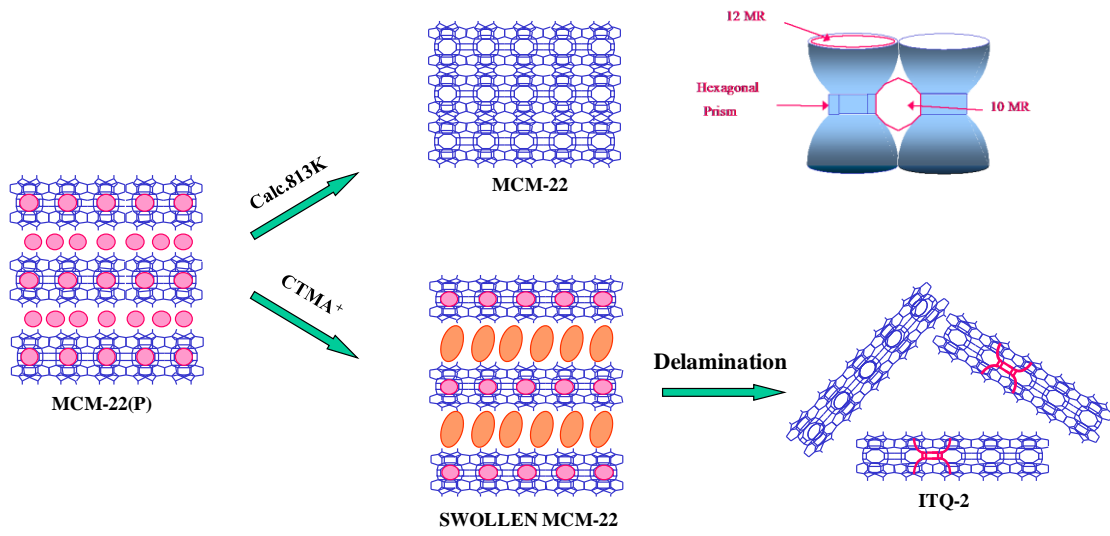 12 MR
Hexagonal
Prism
10 MR
MCM-22
Calc.813K
MCM-22(P)
CTMA+
Delamination
SWOLLEN MCM-22
ITQ-2